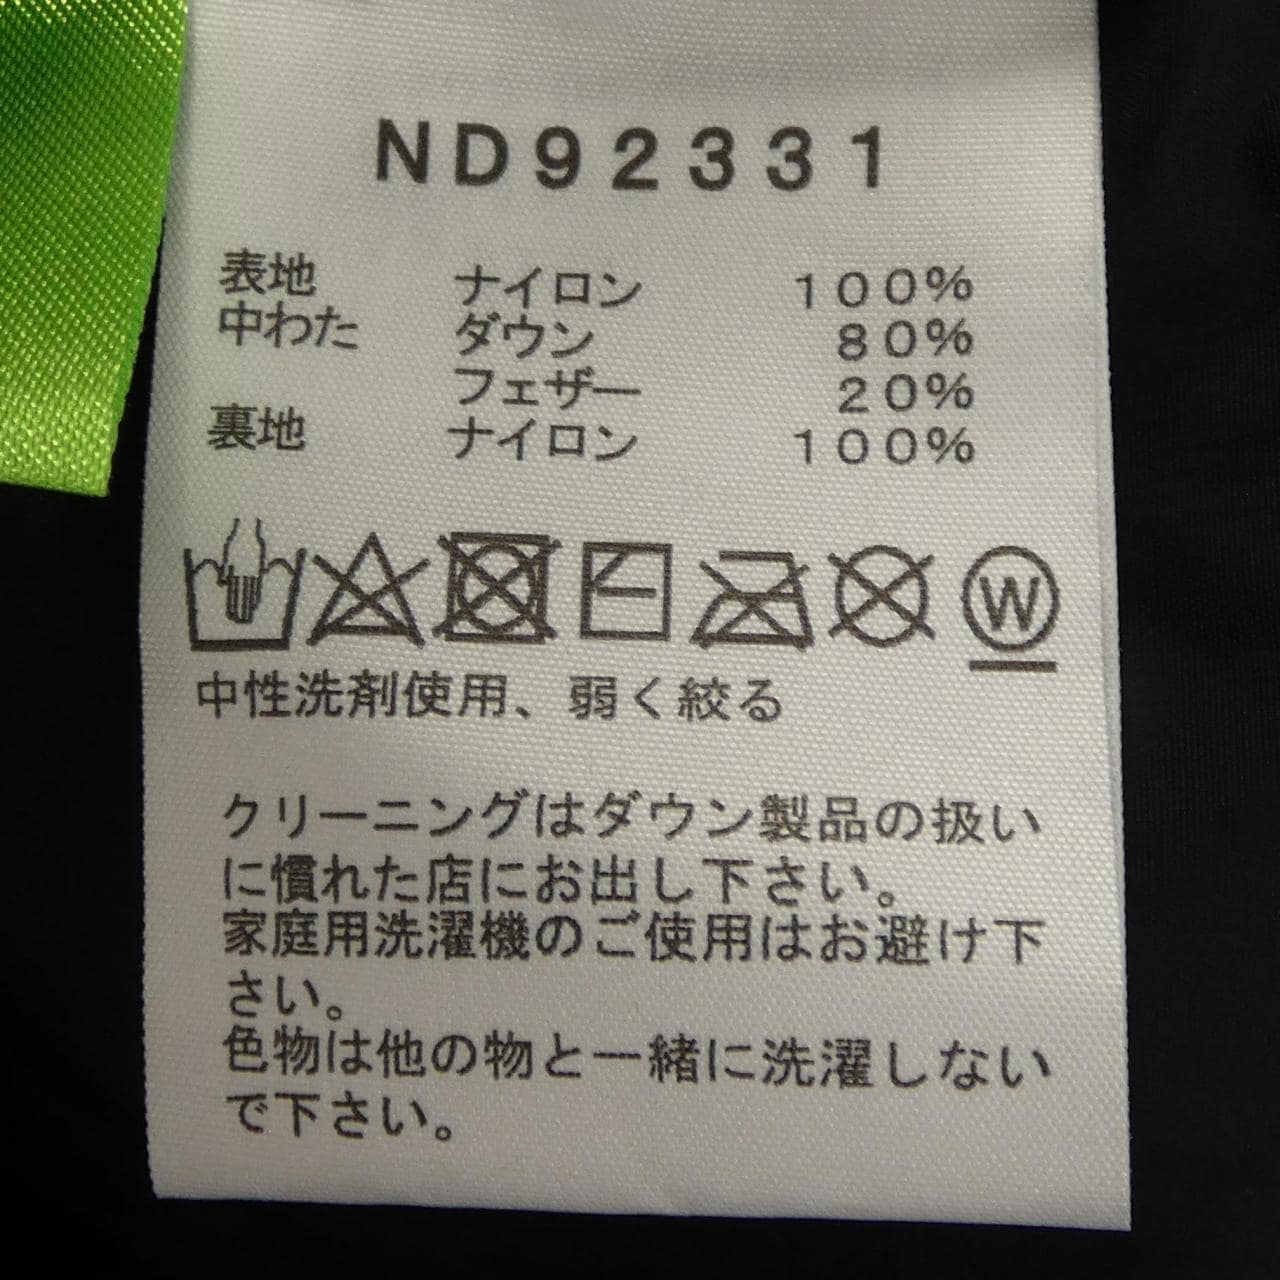 ND92331
表地 ナイロン 100%
中わた ダウン 80%
フェザー 20%
裏地 ナイロン 100%
W
中性洗剤使用、弱く絞る
クリーニングはダウン製品の扱い
に慣れた店にお出し下さい。
家庭用洗濯機のご使用はお避け下
さい。
色物は他の物と一緒に洗濯しない
で下さい。